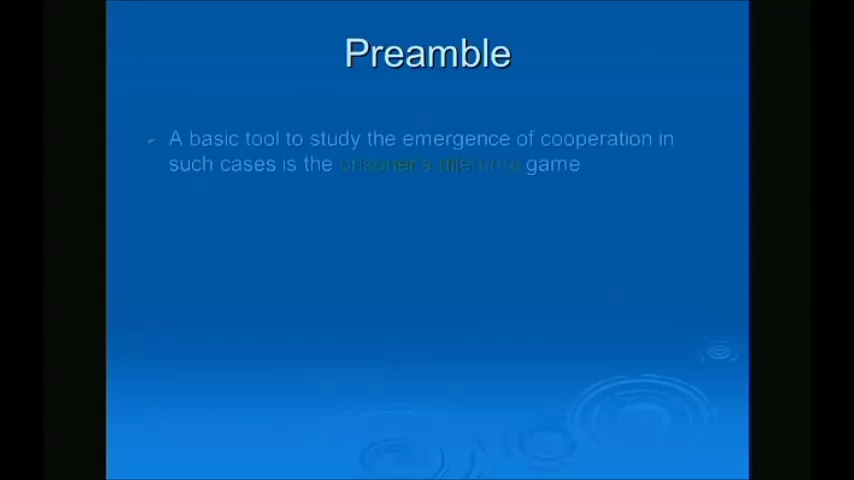 Preamble
A basic tool to study the emergence of cooperation in
such cases is the prisoner's dilemma game